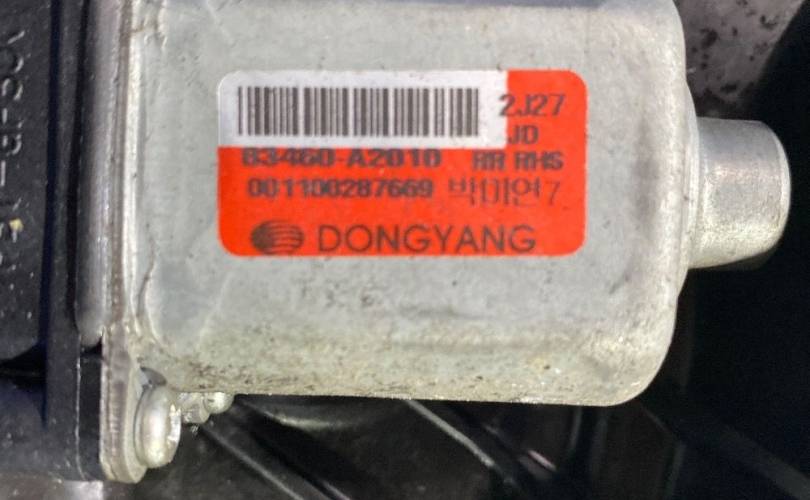 2J27
JD
83460-A2010 RR RHS
001100287669 박미연7
DONGYANG